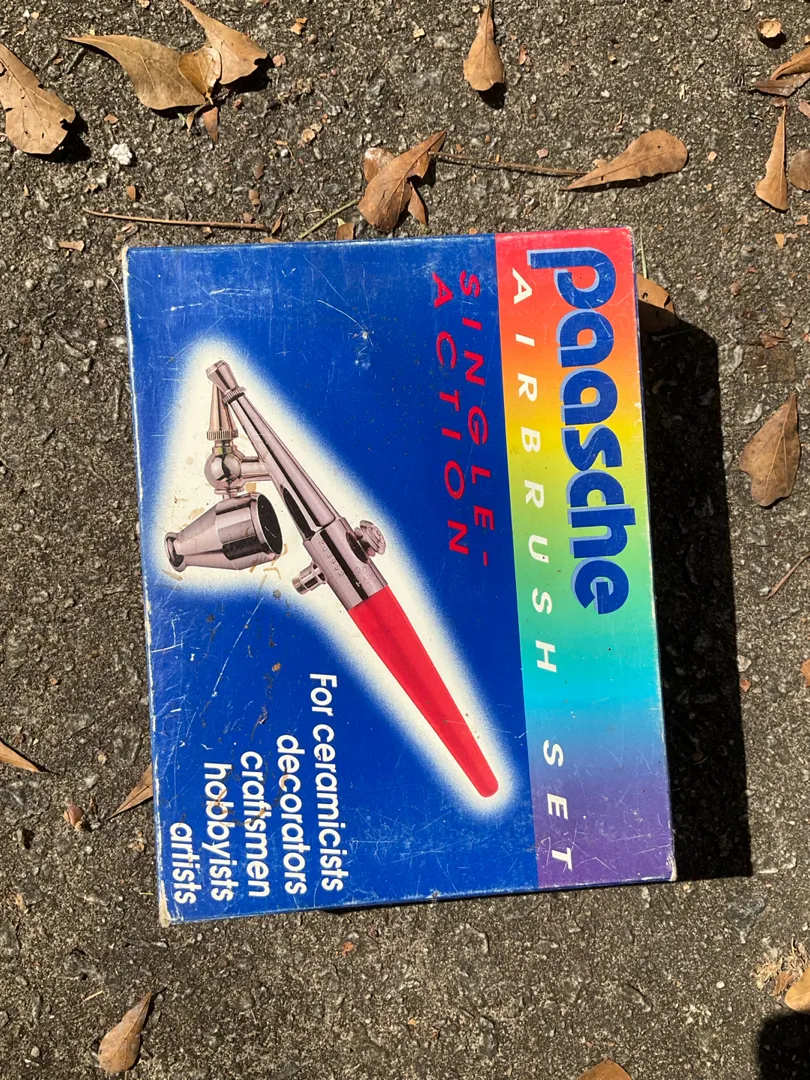 paasche
AIRBRUSH SET
SINGLE-
ACTION
For ceramicists
decorators
craftsmen
hobbyists
artists